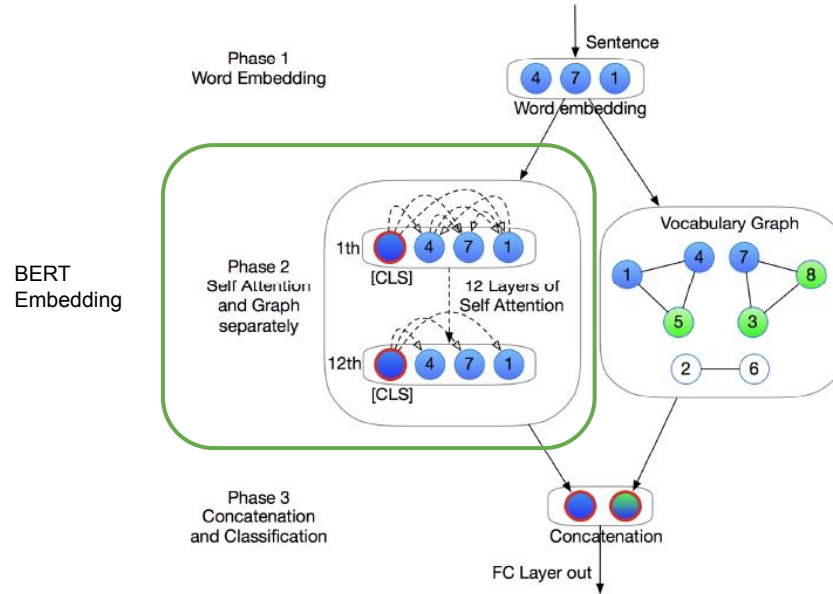 Sentence
Phase 1
Word Embedding
4 7 1
Word embedding
BERT
Embedding
Phase 2
Self Attention
and Graph
separately
1th
4 7 1
[CLS]
12 Layers of
Self Attention
12th
4 7 1
[CLS]
Vocabulary Graph
1 4 7 8
5 3
2 6
Phase 3
Concatenation
and Classification
Concatenation
FC Layer out